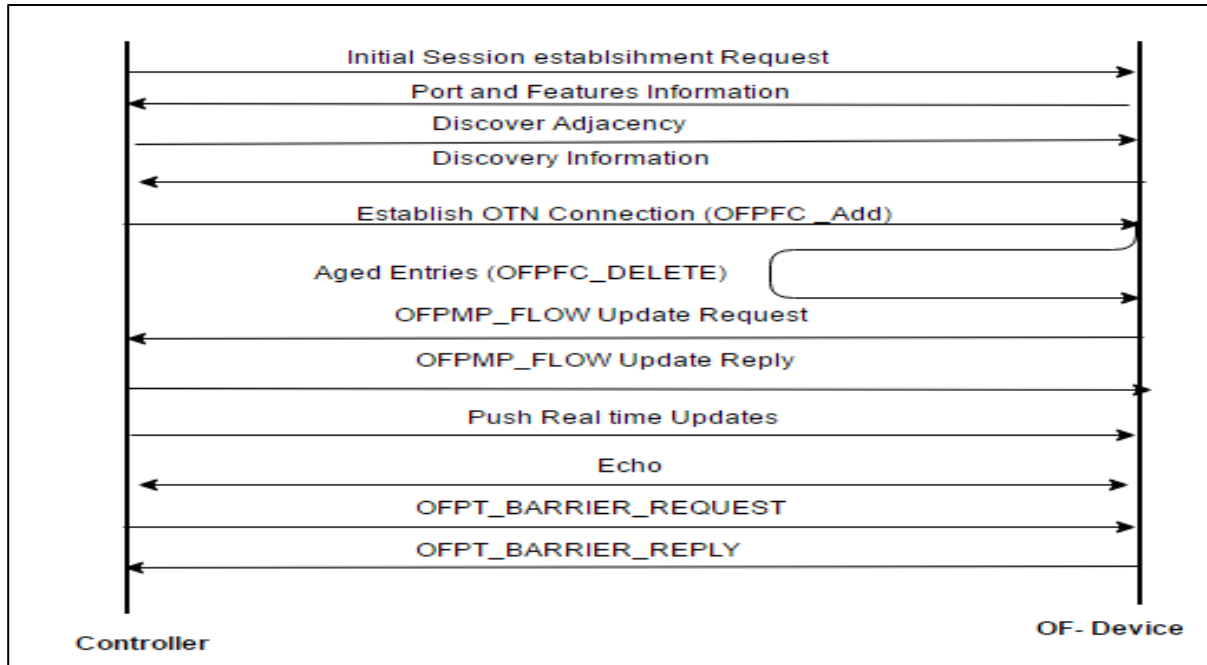 Initial Session establsihment Request
Port and Features Information
Discover Adjacency
Discovery Information
Establish OTN Connection (OFPFC _Add)
Aged Entries (OFPFC_DELETE)
OFPMP_FLOW Update Request
OFPMP_FLOW Update Reply
Push Real time Updates
Echo
OFPT_BARRIER_REQUEST
OFPT_BARRIER_REPLY
Controller
OF- Device